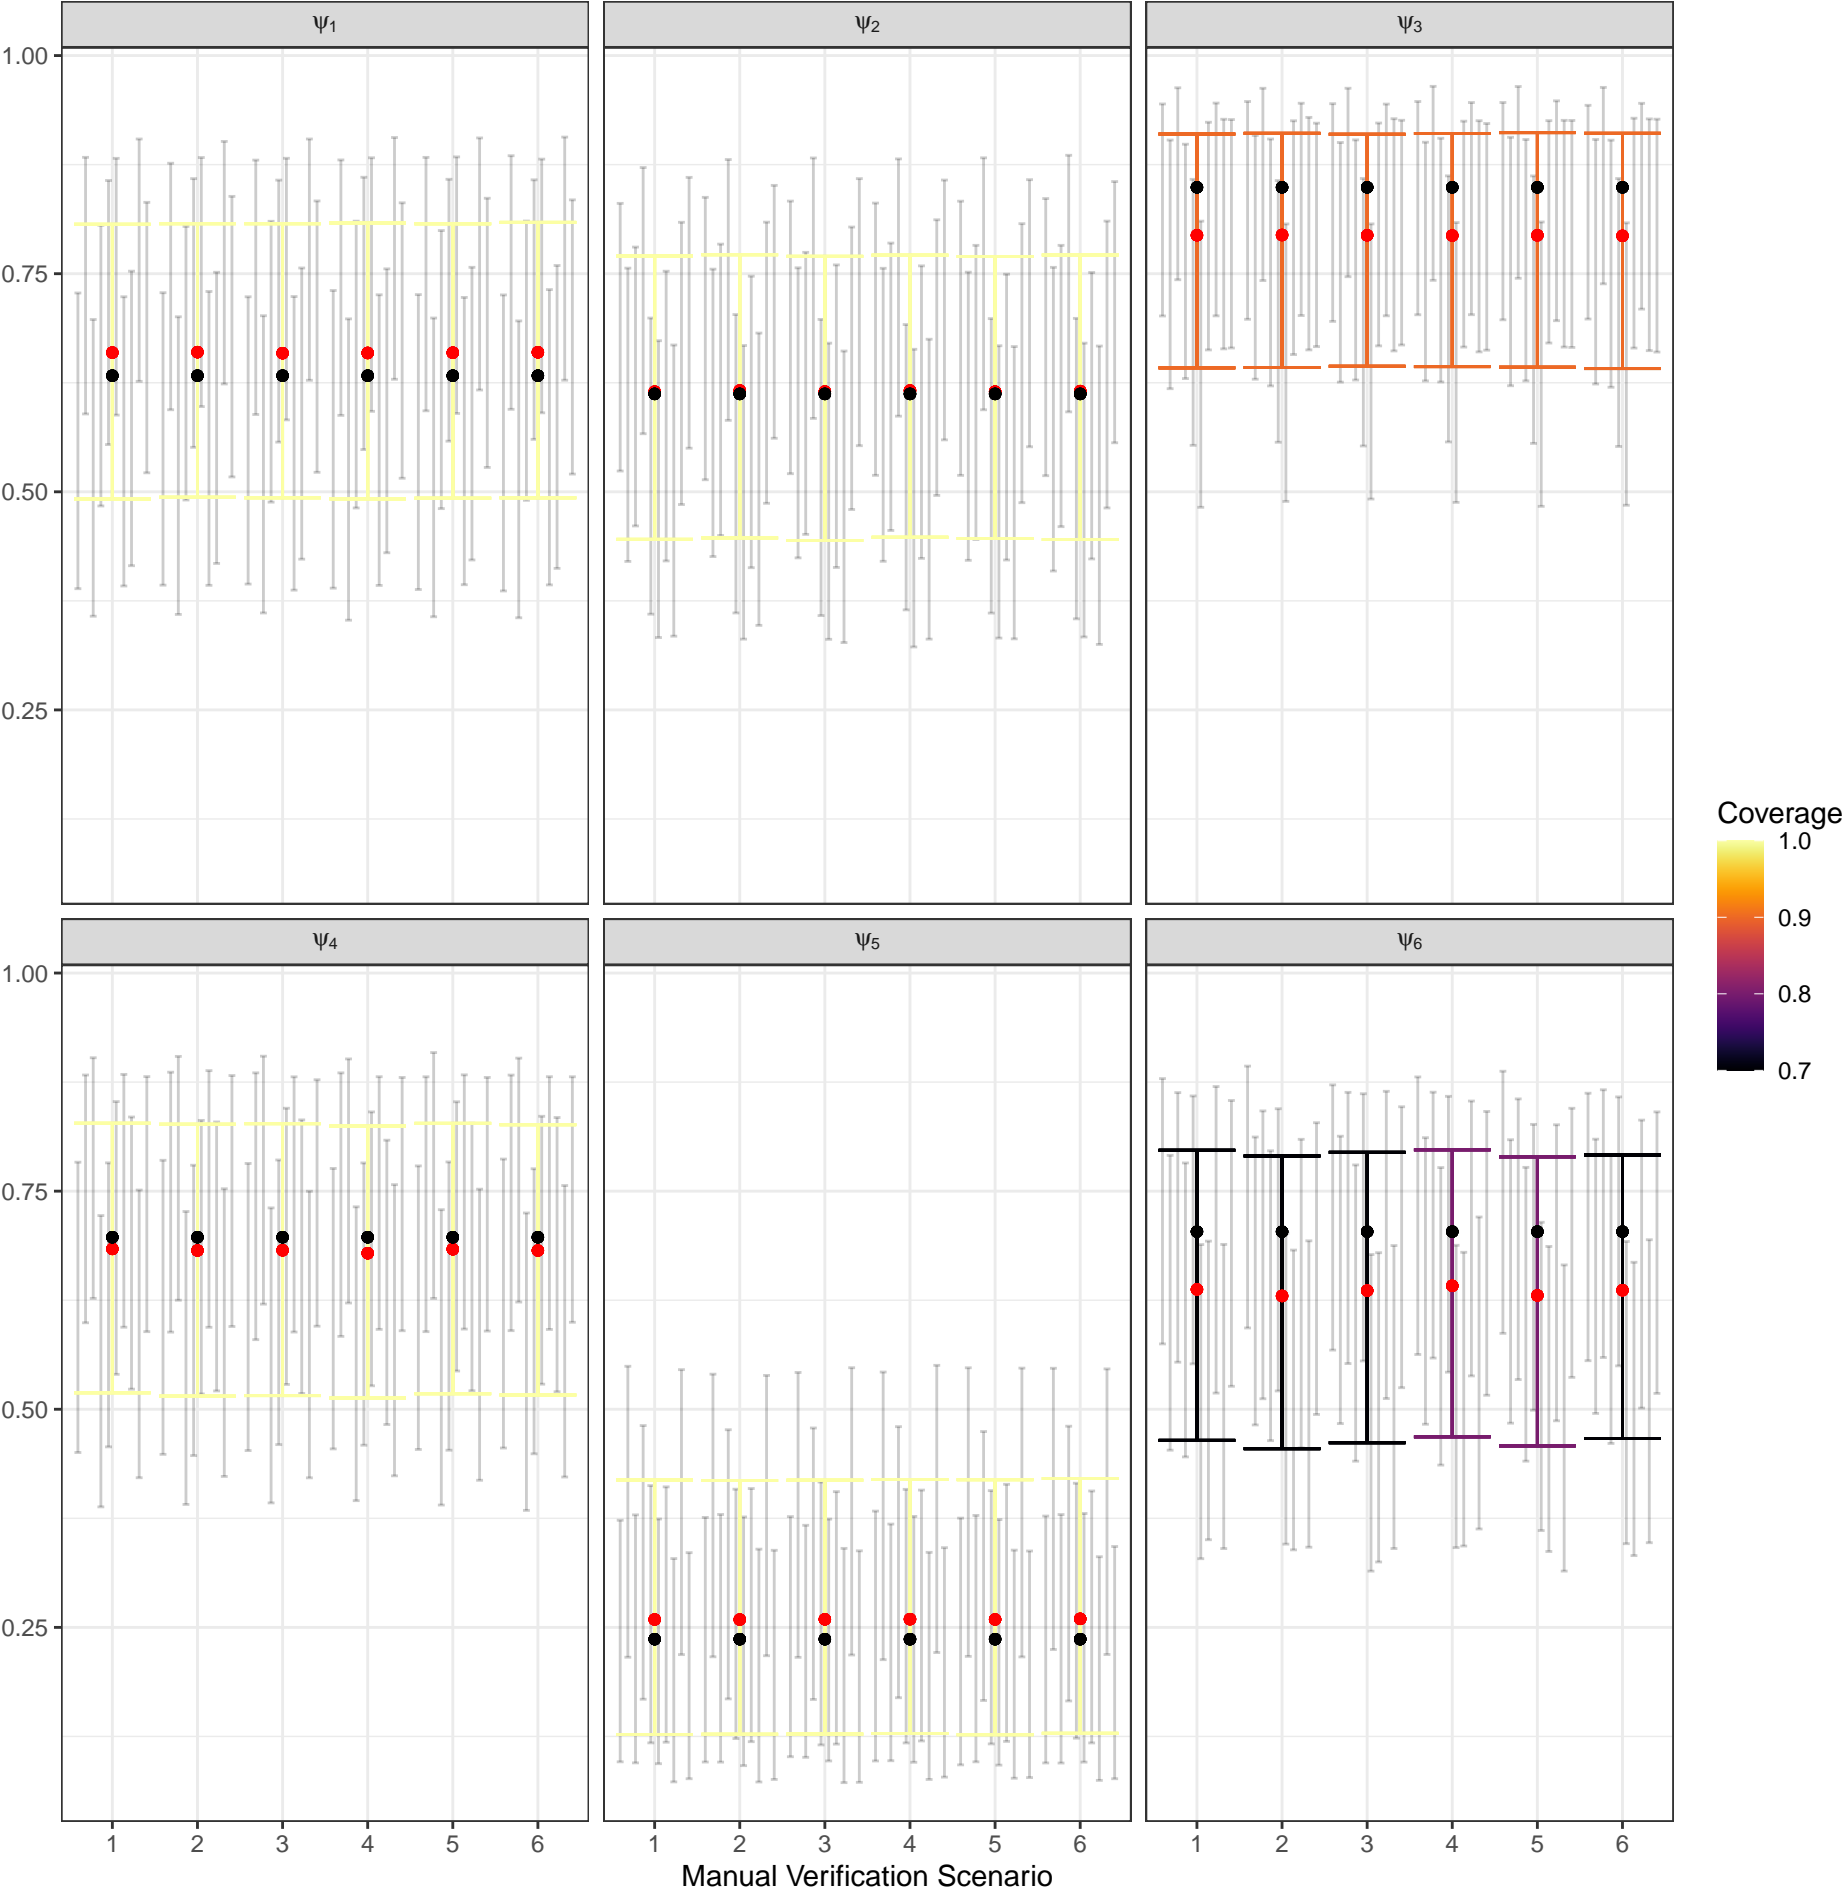 ψ₁ ψ₂ ψ₃
1.00
0.75
0.50
0.25
ψ₄ ψ₅ ψ₆
1.00
0.75
0.50
0.25
1 2 3 4 5 6 1 2 3 4 5 6 1 2 3 4 5 6
Manual Verification Scenario
Coverage
1.0
0.9
0.8
0.7